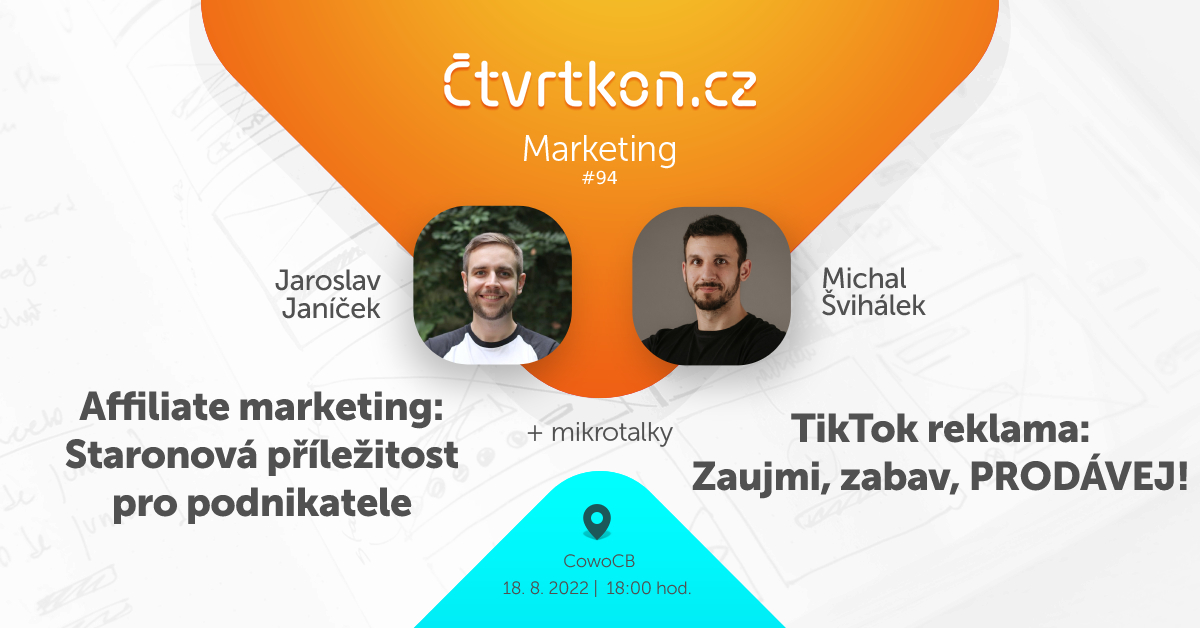 Čtvrtkon.cz
Marketing
#94
Jaroslav
Janíček
Michal
Švihálek
Affiliate marketing:
Staronová příležitost
pro podnikatele
+ mikrotalky
TikTok reklama:
Zaujmi, zabav, PRODÁVEJ!
CowoCB
18. 8. 2022 | 18:00 hod.